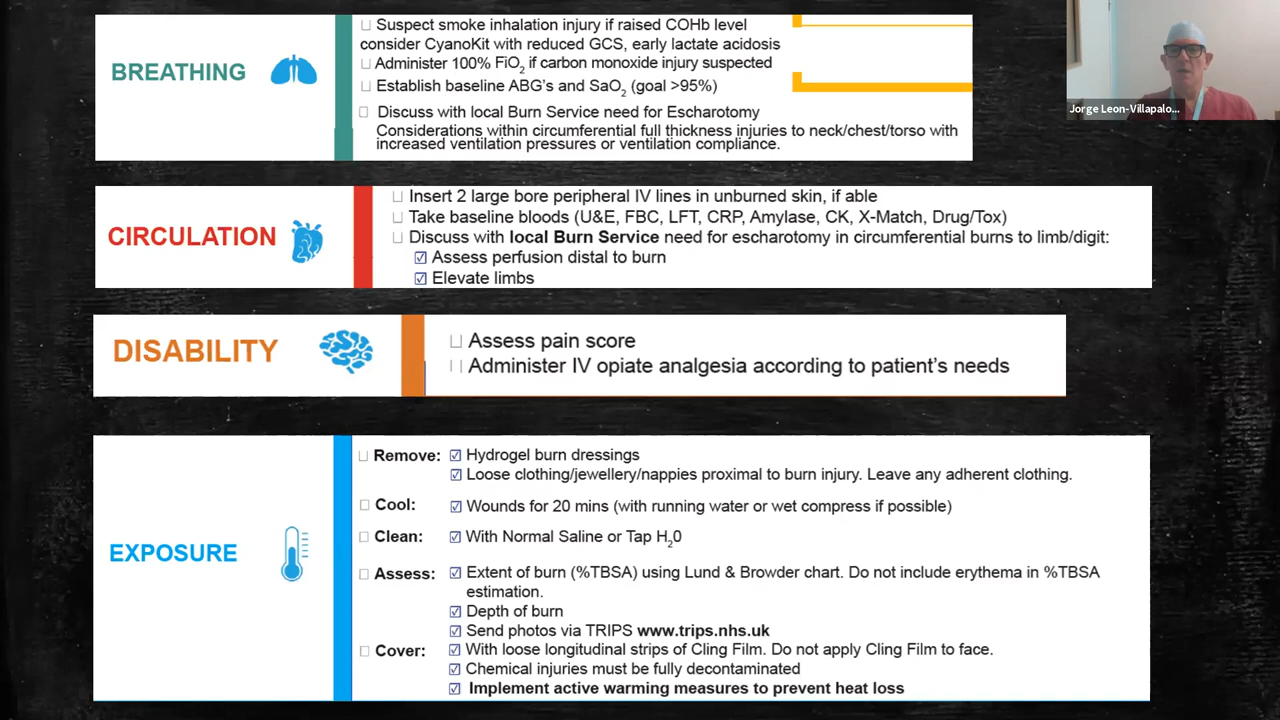 BREATHING
☐ Suspect smoke inhalation injury if raised COHb level
consider CyanoKit with reduced GCS, early lactate acidosis
☐ Administer 100% FiO2 if carbon monoxide injury suspected
☐ Establish baseline ABG's and SaO2 (goal >95%)
☐ Discuss with local Burn Service need for Escharotomy
Considerations within circumferential full thickness injuries to neck/chest/torso with
increased ventilation pressures or ventilation compliance.
Jorge Leon-Villapalo...
CIRCULATION
☐ Insert 2 large bore peripheral IV lines in unburned skin, if able
☐ Take baseline bloods (U&E, FBC, LFT, CRP, Amylase, CK, X-Match, Drug/Tox)
☐ Discuss with local Burn Service need for escharotomy in circumferential burns to limb/digit:
☑ Assess perfusion distal to burn
☑ Elevate limbs
DISABILITY
☐ Assess pain score
☐ Administer IV opiate analgesia according to patient's needs
EXPOSURE
☐ Remove: ☑ Hydrogel burn dressings
☑ Loose clothing/jewellery/nappies proximal to burn injury. Leave any adherent clothing.
☐ Cool: ☑ Wounds for 20 mins (with running water or wet compress if possible)
☐ Clean: ☑ With Normal Saline or Tap H20
☐ Assess: ☑ Extent of burn (%TBSA) using Lund & Browder chart. Do not include erythema in %TBSA
estimation.
☑ Depth of burn
☑ Send photos via TRIPS www.trips.nhs.uk
☐ Cover: ☑ With loose longitudinal strips of Cling Film. Do not apply Cling Film to face.
☑ Chemical injuries must be fully decontaminated
☑ Implement active warming measures to prevent heat loss